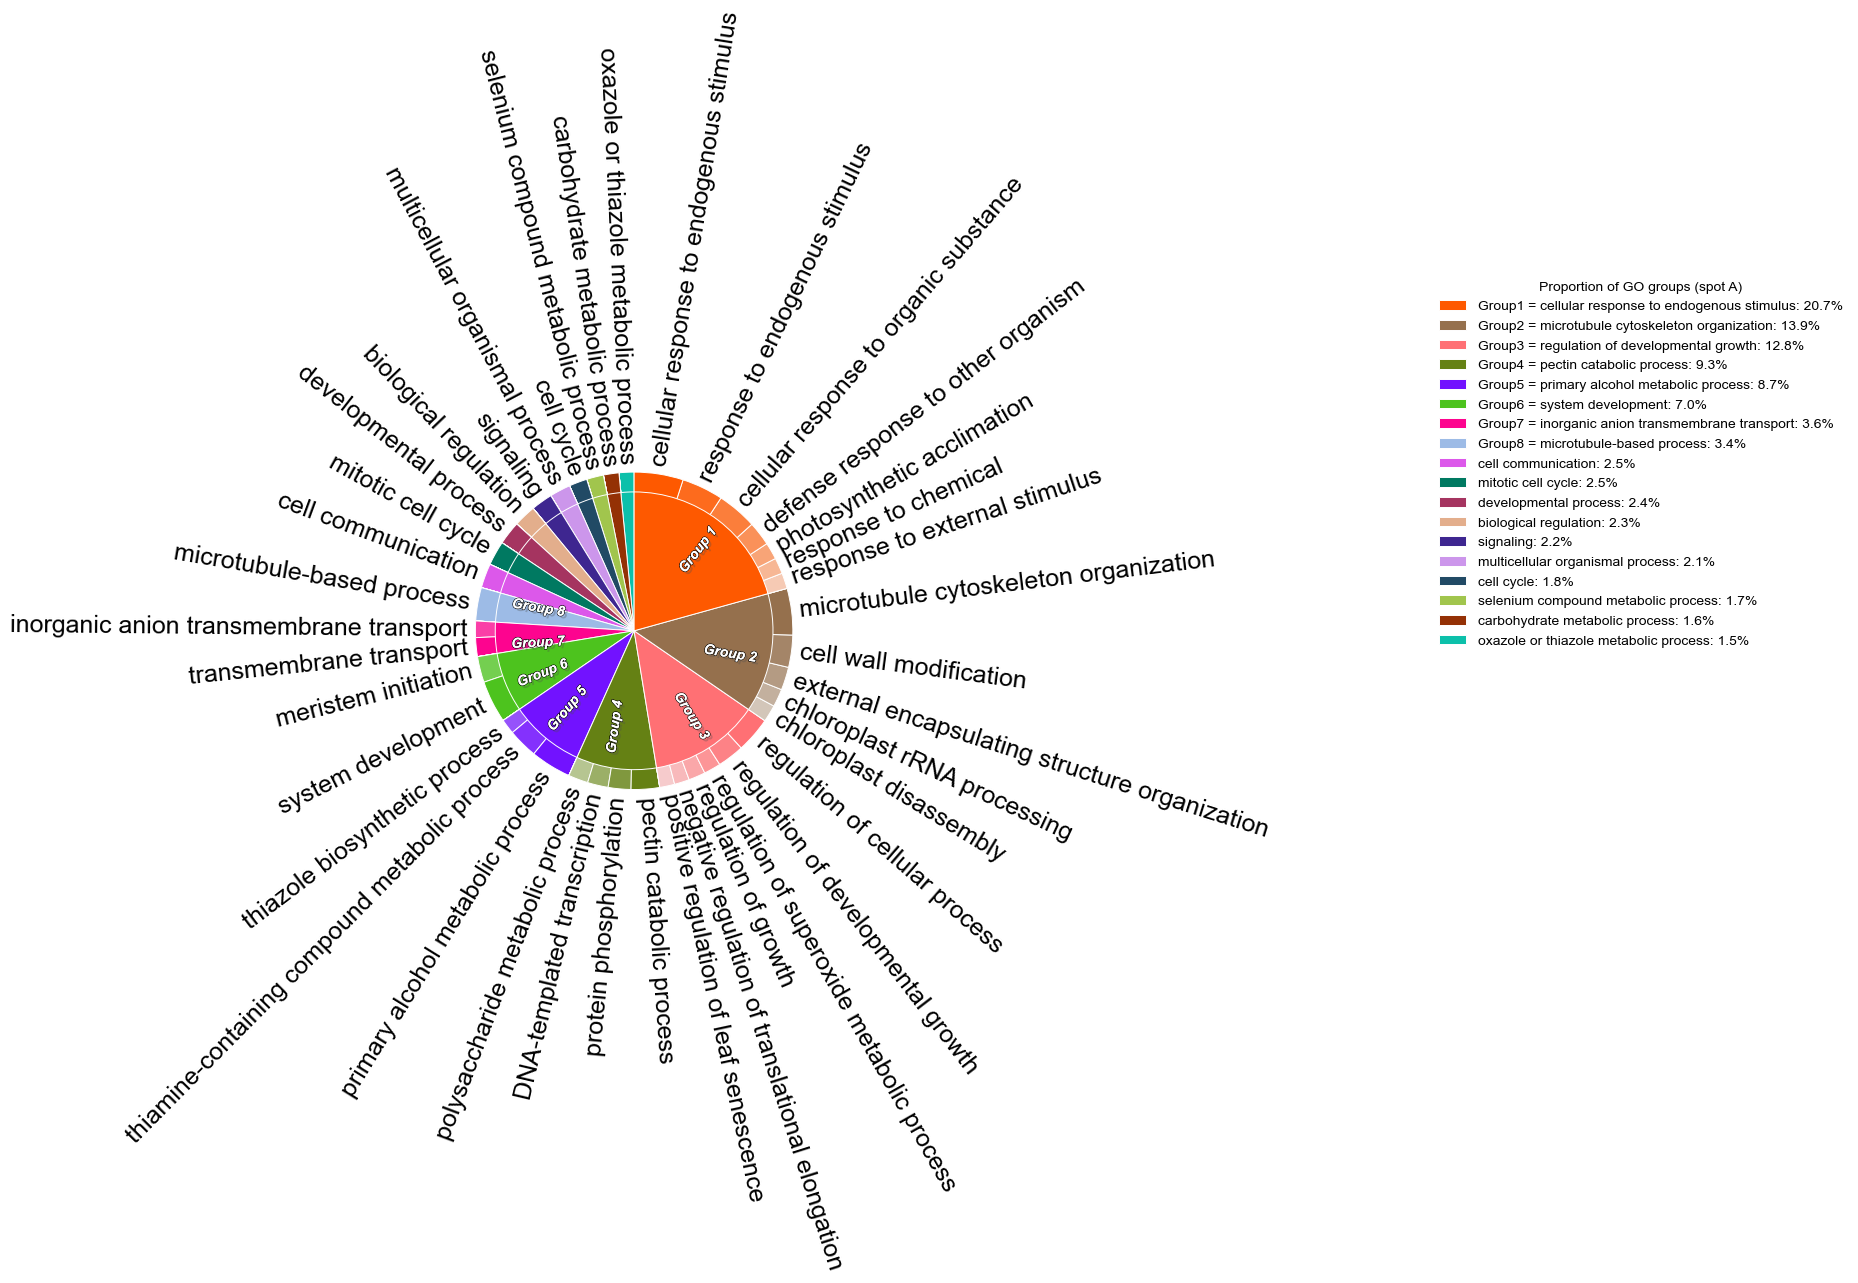 cellular response to endogenous stimulus
response to endogenous stimulus
cellular response to organic substance
defense response to other organism
photosynthetic acclimation
response to chemical
response to external stimulus
microtubule cytoskeleton organization
cell wall modification
external encapsulating structure organization
chloroplast rRNA processing
chloroplast disassembly
regulation of cellular process
regulation of developmental growth
regulation of superoxide metabolic process
regulation of growth
negative regulation of translational elongation
positive regulation of leaf senescence
pectin catabolic process
protein phosphorylation
DNA-templated transcription
polysaccharide metabolic process
primary alcohol metabolic process
thiamine-containing compound metabolic process
thiazole biosynthetic process
system development
meristem initiation
transmembrane transport
inorganic anion transmembrane transport
microtubule-based process
cell communication
mitotic cell cycle
developmental process
biological regulation
signaling
multicellular organismal process
cell cycle
selenium compound metabolic process
carbohydrate metabolic process
oxazole or thiazole metabolic process
Group 1
Group 2
Group 3
Group 4
Group 5
Group 6
Group 7
Group 8
Proportion of GO groups (spot A)
Group1 = cellular response to endogenous stimulus: 20.7%
Group2 = microtubule cytoskeleton organization: 13.9%
Group3 = regulation of developmental growth: 12.8%
Group4 = pectin catabolic process: 9.3%
Group5 = primary alcohol metabolic process: 8.7%
Group6 = system development: 7.0%
Group7 = inorganic anion transmembrane transport: 3.6%
Group8 = microtubule-based process: 3.4%
cell communication: 2.5%
mitotic cell cycle: 2.5%
developmental process: 2.4%
biological regulation: 2.3%
signaling: 2.2%
multicellular organismal process: 2.1%
cell cycle: 1.8%
selenium compound metabolic process: 1.7%
carbohydrate metabolic process: 1.6%
oxazole or thiazole metabolic process: 1.5%